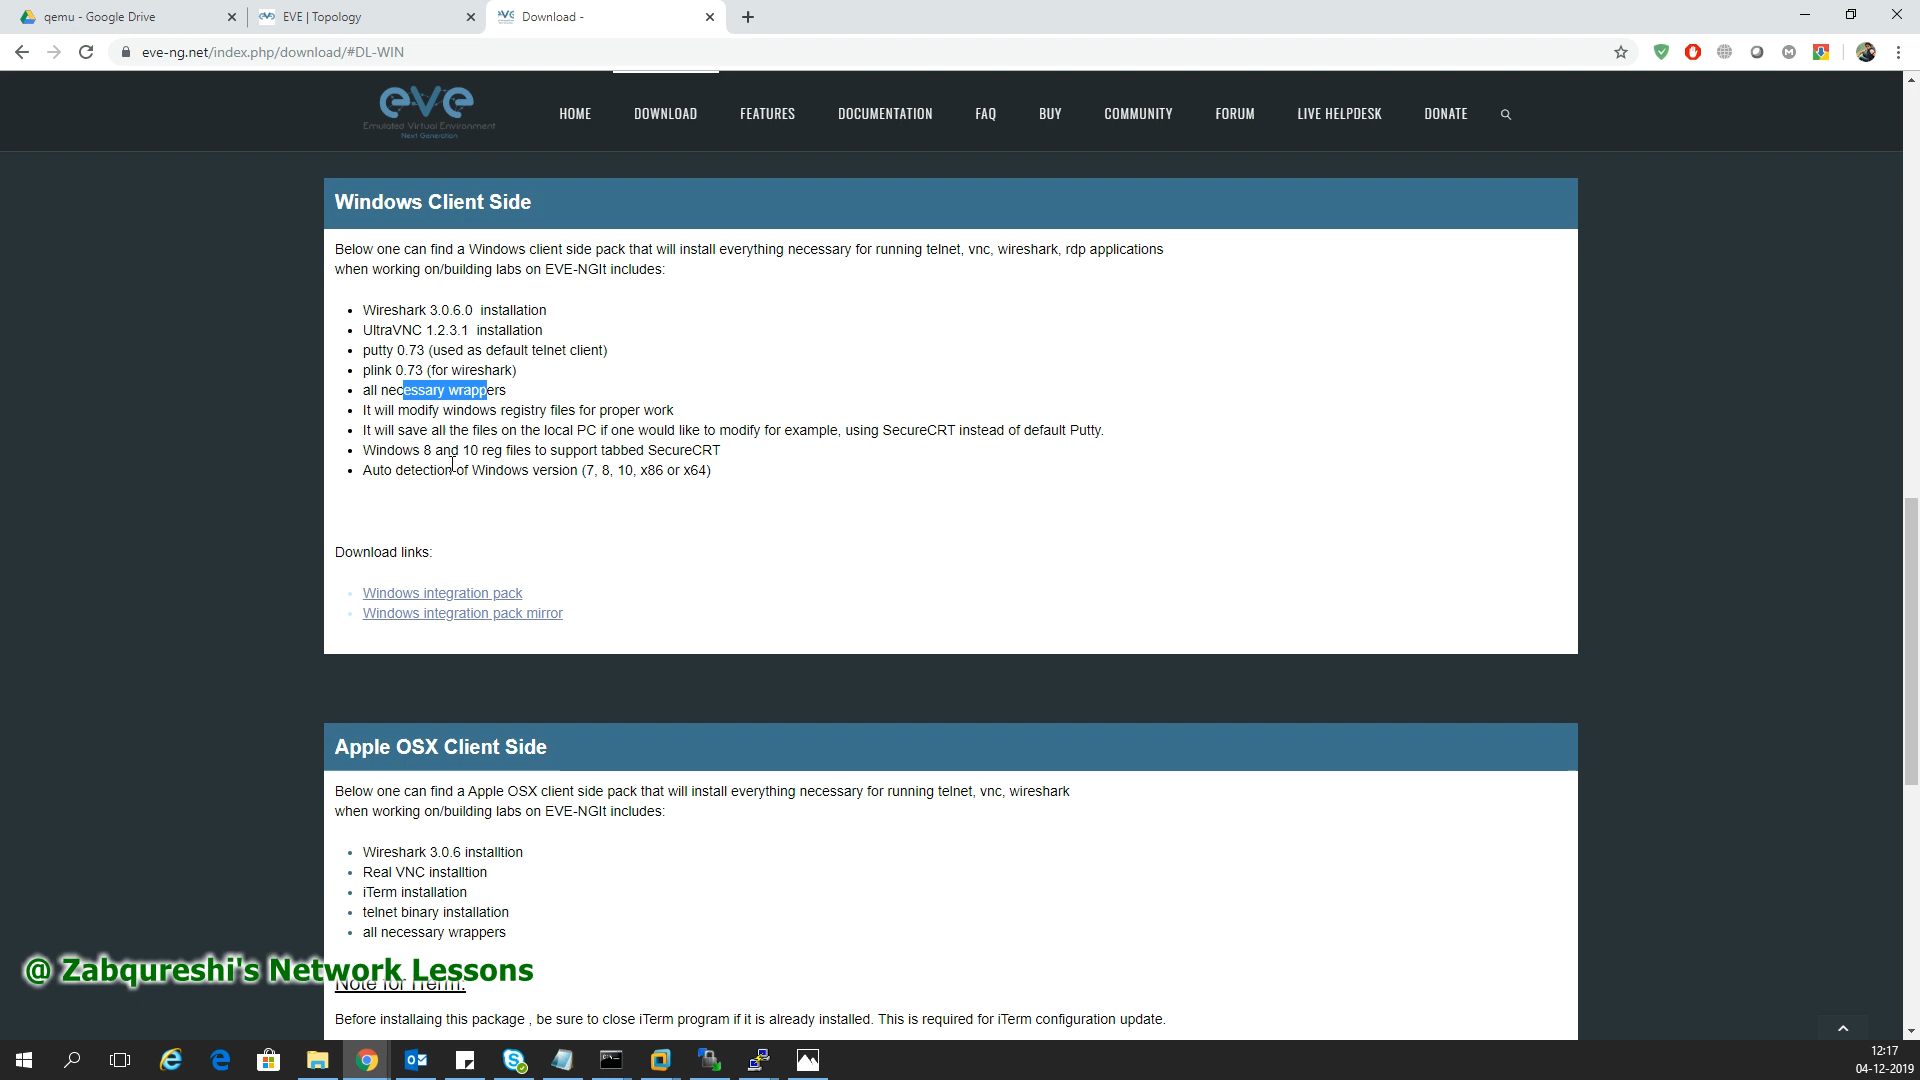 qemu - Google Drive
EVE | Topology
Download -
eve-ng.net/index.php/download/#DL-WIN
eve
Emulated Virtual Environment
Next Generation
HOME
DOWNLOAD
FEATURES
DOCUMENTATION
FAQ
BUY
COMMUNITY
FORUM
LIVE HELPDESK
DONATE
Windows Client Side
Below one can find a Windows client side pack that will install everything necessary for running telnet, vnc, wireshark, rdp applications
when working on/building labs on EVE-NGIt includes:
Wireshark 3.0.6.0 installation
UltraVNC 1.2.3.1 installation
putty 0.73 (used as default telnet client)
plink 0.73 (for wireshark)
all necessary wrappers
It will modify windows registry files for proper work
It will save all the files on the local PC if one would like to modify for example, using SecureCRT instead of default Putty.
Windows 8 and 10 reg files to support tabbed SecureCRT
Auto detection of Windows version (7, 8, 10, x86 or x64)
Download links:
Windows integration pack
Windows integration pack mirror
Apple OSX Client Side
Below one can find a Apple OSX client side pack that will install everything necessary for running telnet, vnc, wireshark
when working on/building labs on EVE-NGIt includes:
Wireshark 3.0.6 installtion
Real VNC installtion
iTerm installation
telnet binary installation
all necessary wrappers
@ Zabqureshi's Network Lessons
Note for iTerm:
Before installaing this package , be sure to close iTerm program if it is already installed. This is required for iTerm configuration update.
12:17
04-12-2019